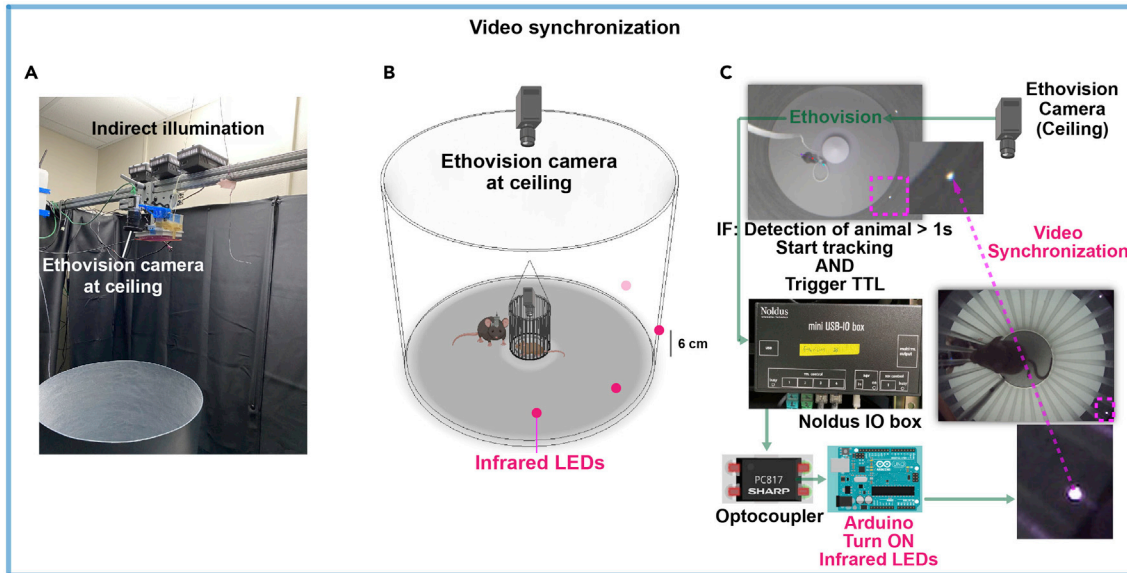 Video synchronization
A
Indirect illumination
Ethovision camera
at ceiling
B
Ethovision camera
at ceiling
6 cm
Infrared LEDs
C
Ethovision
Ethovision
Camera
(Ceiling)
IF: Detection of animal > 1s
Start tracking
AND
Trigger TTL
Video
Synchronization
Noldus
mini USB-IO box
Noldus IO box
PC817
SHARP
Optocoupler
ARDUINO
Arduino
Turn ON
Infrared LEDs